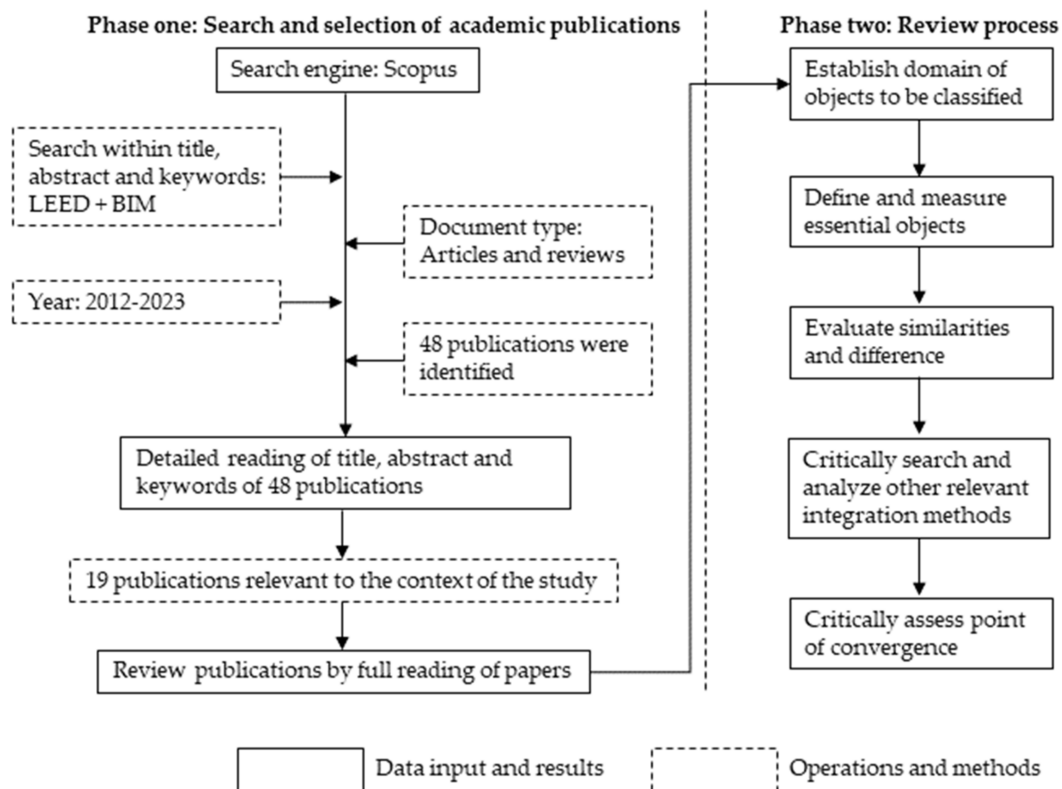 Phase one: Search and selection of academic publications
Search engine: Scopus
Search within title,
abstract and keywords:
LEED + BIM
Document type:
Articles and reviews
Year: 2012-2023
48 publications were
identified
Detailed reading of title, abstract and
keywords of 48 publications
19 publications relevant to the context of the study
Review publications by full reading of papers
Phase two: Review process
Establish domain of
objects to be classified
Define and measure
essential objects
Evaluate similarities
and difference
Critically search and
analyze other relevant
integration methods
Critically assess point
of convergence
Data input and results
Operations and methods